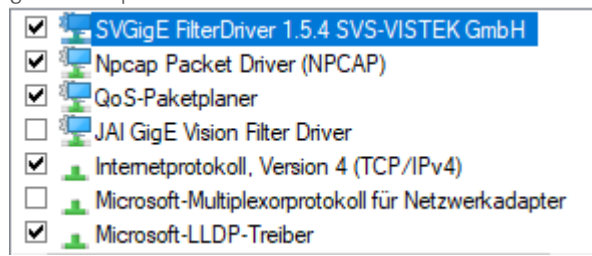 SVGigE FilterDriver 1.5.4 SVS-VISTEK GmbH
Npcap Packet Driver (NPCAP)
QoS-Paketplaner
JAI GigE Vision Filter Driver
Internetprotokoll, Version 4 (TCP/IPv4)
Microsoft-Multiplexorprotokoll für Netzwerkadapter
Microsoft-LLDP-Treiber